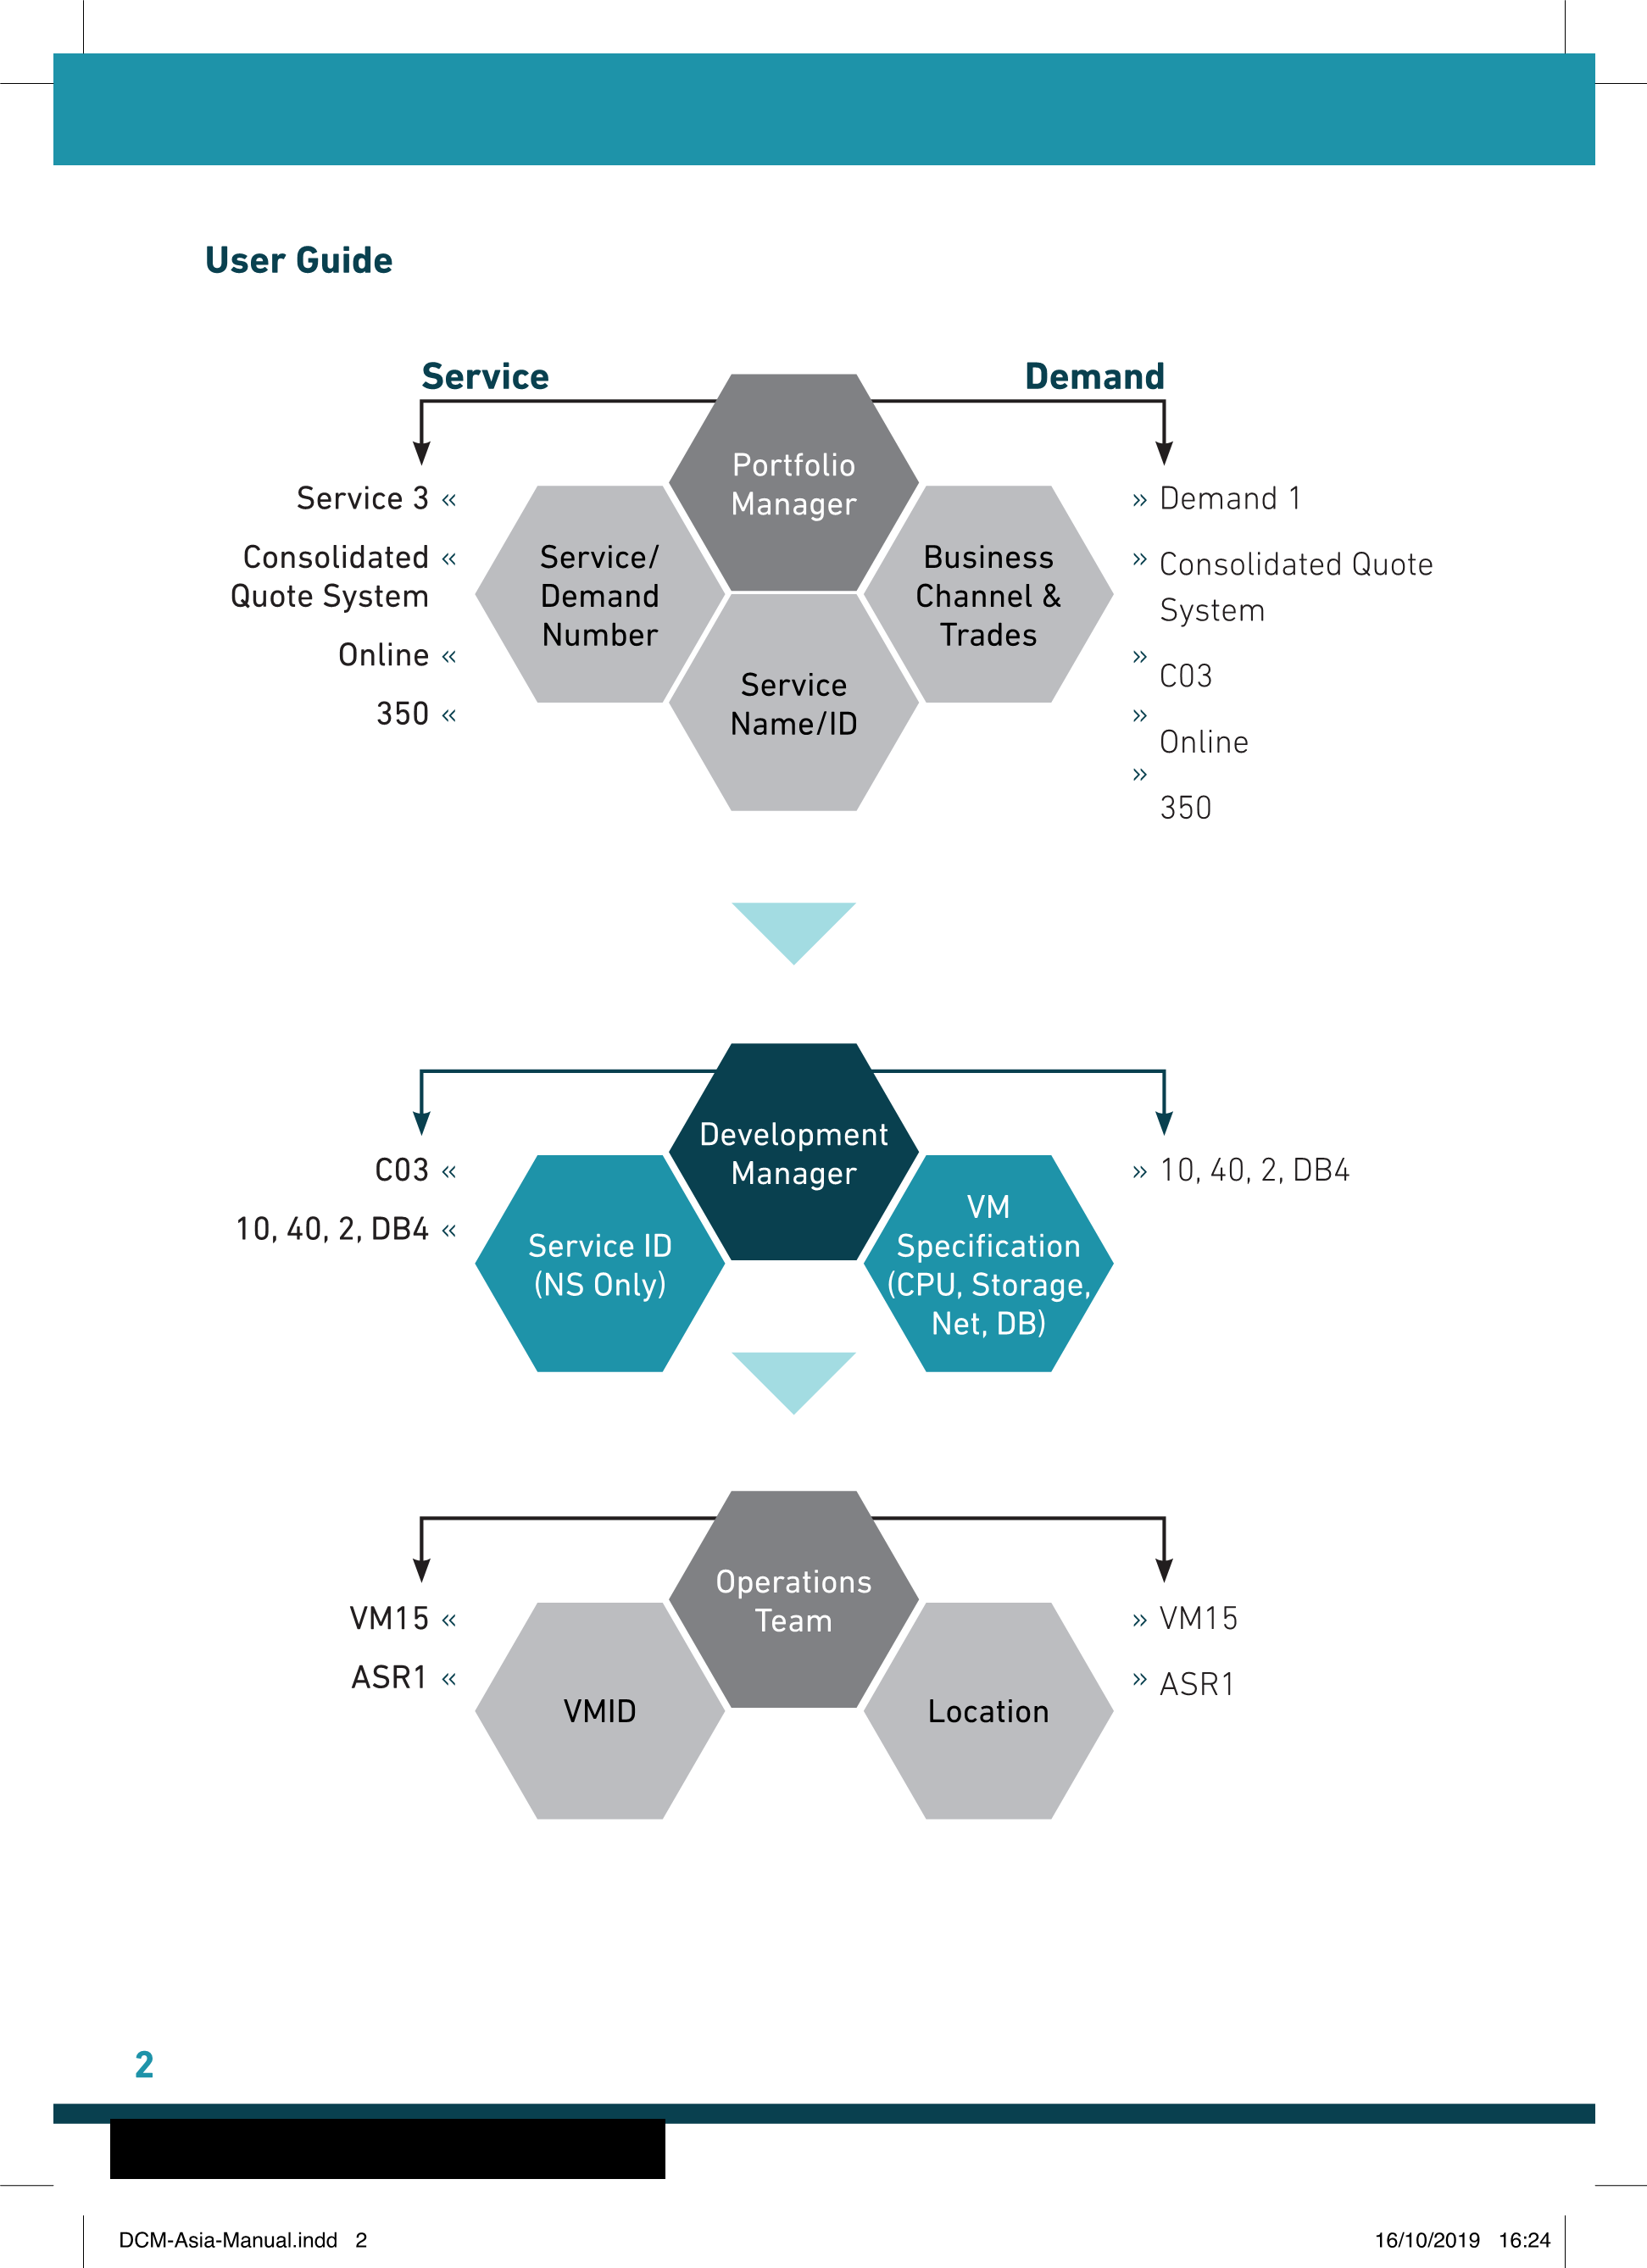 User Guide
Service
Demand
Portfolio
Manager
Service 3 «
Consolidated «
Quote System
Online «
350 «
Service/
Demand
Number
Business
Channel &
Trades
Service
Name/ID
» Demand 1
» Consolidated Quote
System
» C03
» Online
» 350
Development
Manager
C03 «
10, 40, 2, DB4 «
Service ID
(NS Only)
VM
Specification
(CPU, Storage,
Net, DB)
» 10, 40, 2, DB4
Operations
Team
VM15 «
ASR1 «
VMID
Location
» VM15
» ASR1
2
DCM-Asia-Manual.indd 2
16/10/2019 16:24